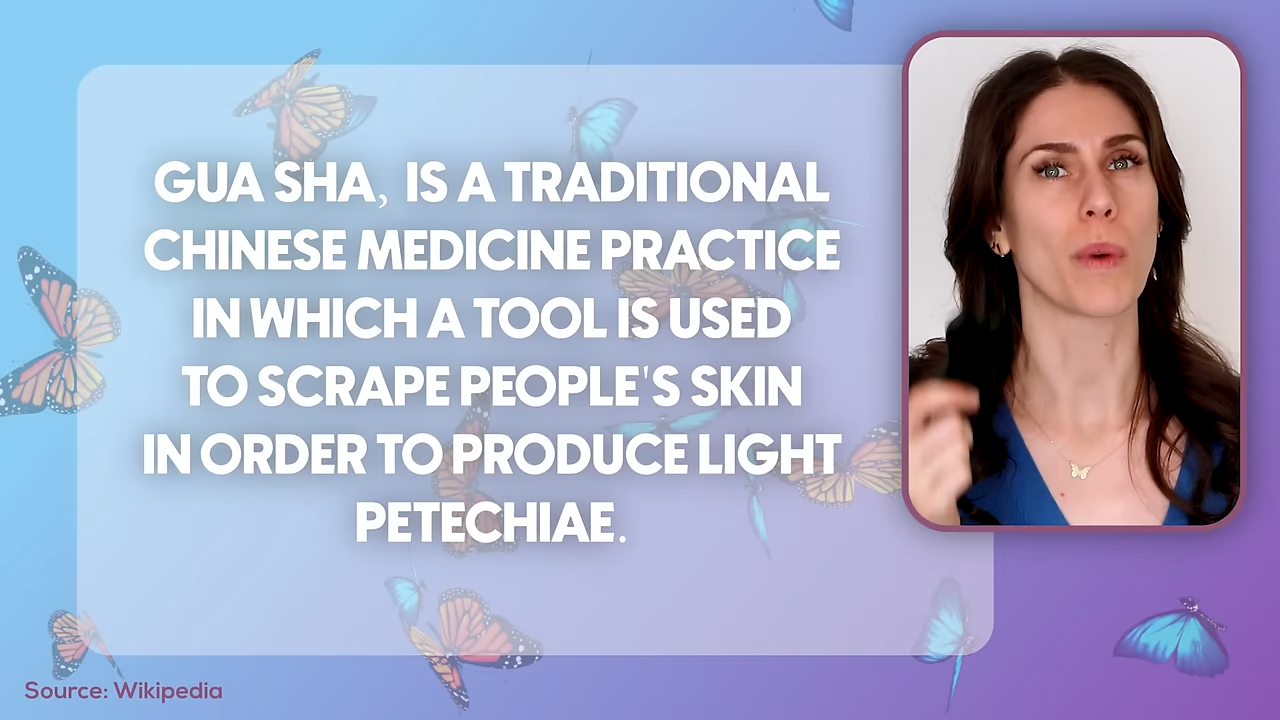 GUA SHA, IS A TRADITIONAL
CHINESE MEDICINE PRACTICE
IN WHICH A TOOL IS USED
TO SCRAPE PEOPLE'S SKIN
IN ORDER TO PRODUCE LIGHT
PETECHIAE.
Source: Wikipedia